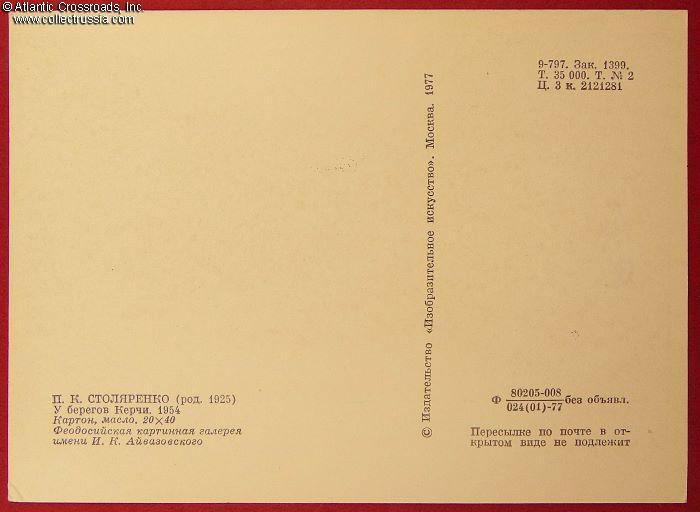 © Atlantic Crossroads, Inc.
www.collectrussia.com
9-797. Зак. 1399.
Т. 35 000. Т. № 2
Ц. 3 к. 2121281
© Издательство «Изобразительное искусство». Москва. 1977
П. К. СТОЛЯРЕНКО (род. 1925)
У берегов Керчи. 1954
Картон, масло. 20×40
Феодосийская картинная галерея
имени И. К. Айвазовского
Ф 80205-008 без объявл.
024(01)-77
Пересылке по почте в от-
крытом виде не подлежит